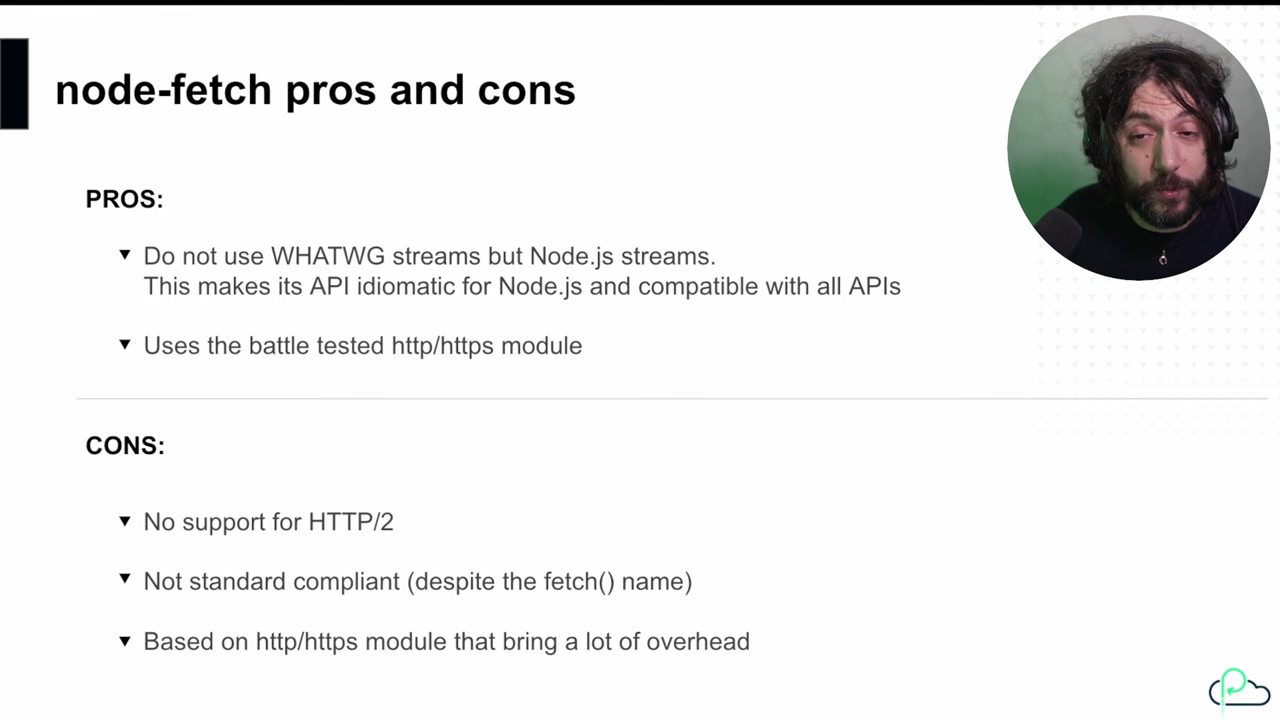 node-fetch pros and cons
PROS:
Do not use WHATWG streams but Node.js streams.
This makes its API idiomatic for Node.js and compatible with all APIs
Uses the battle tested http/https module
CONS:
No support for HTTP/2
Not standard compliant (despite the fetch() name)
Based on http/https module that bring a lot of overhead